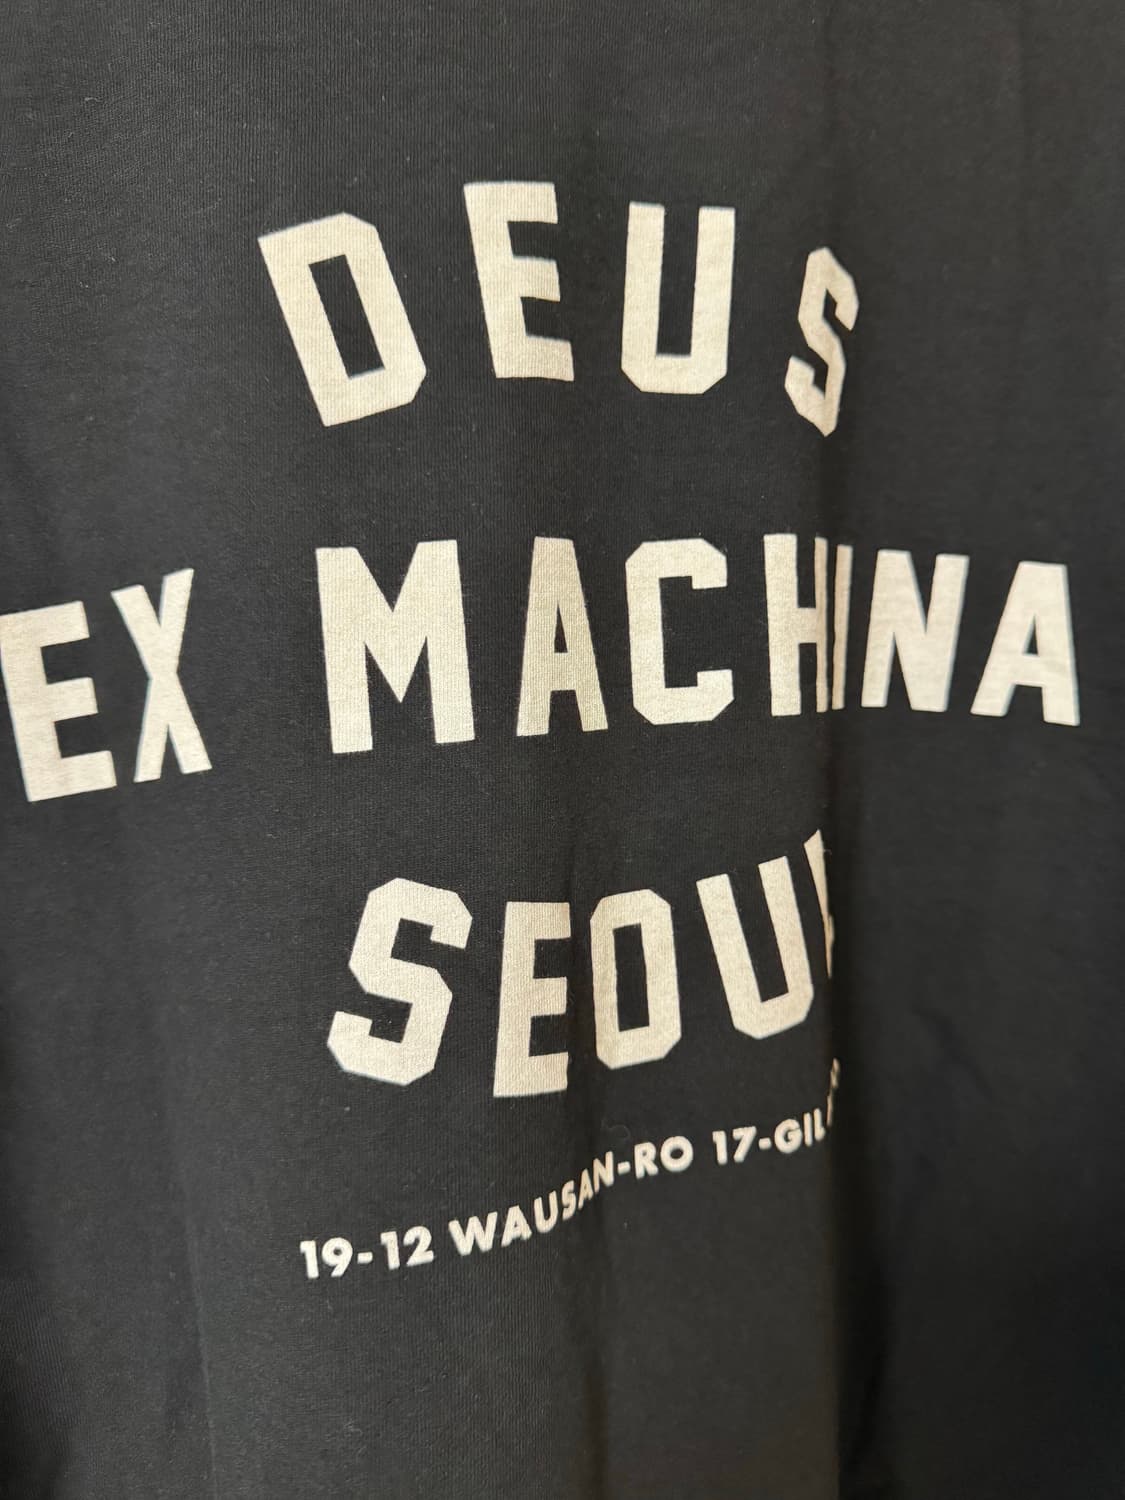 DEUS
EX MACHINA
SEOUL
19-12 WAUSAN-RO 17-GIL